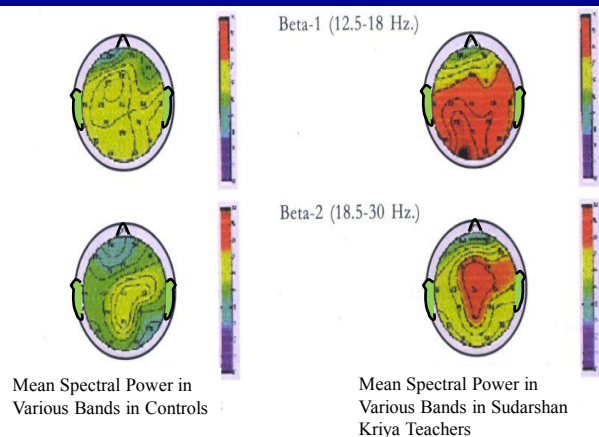 Beta-1 (12.5-18 Hz.)
Beta-2 (18.5-30 Hz.)
Mean Spectral Power in
Various Bands in Controls
Mean Spectral Power in
Various Bands in Sudarshan
Kriya Teachers